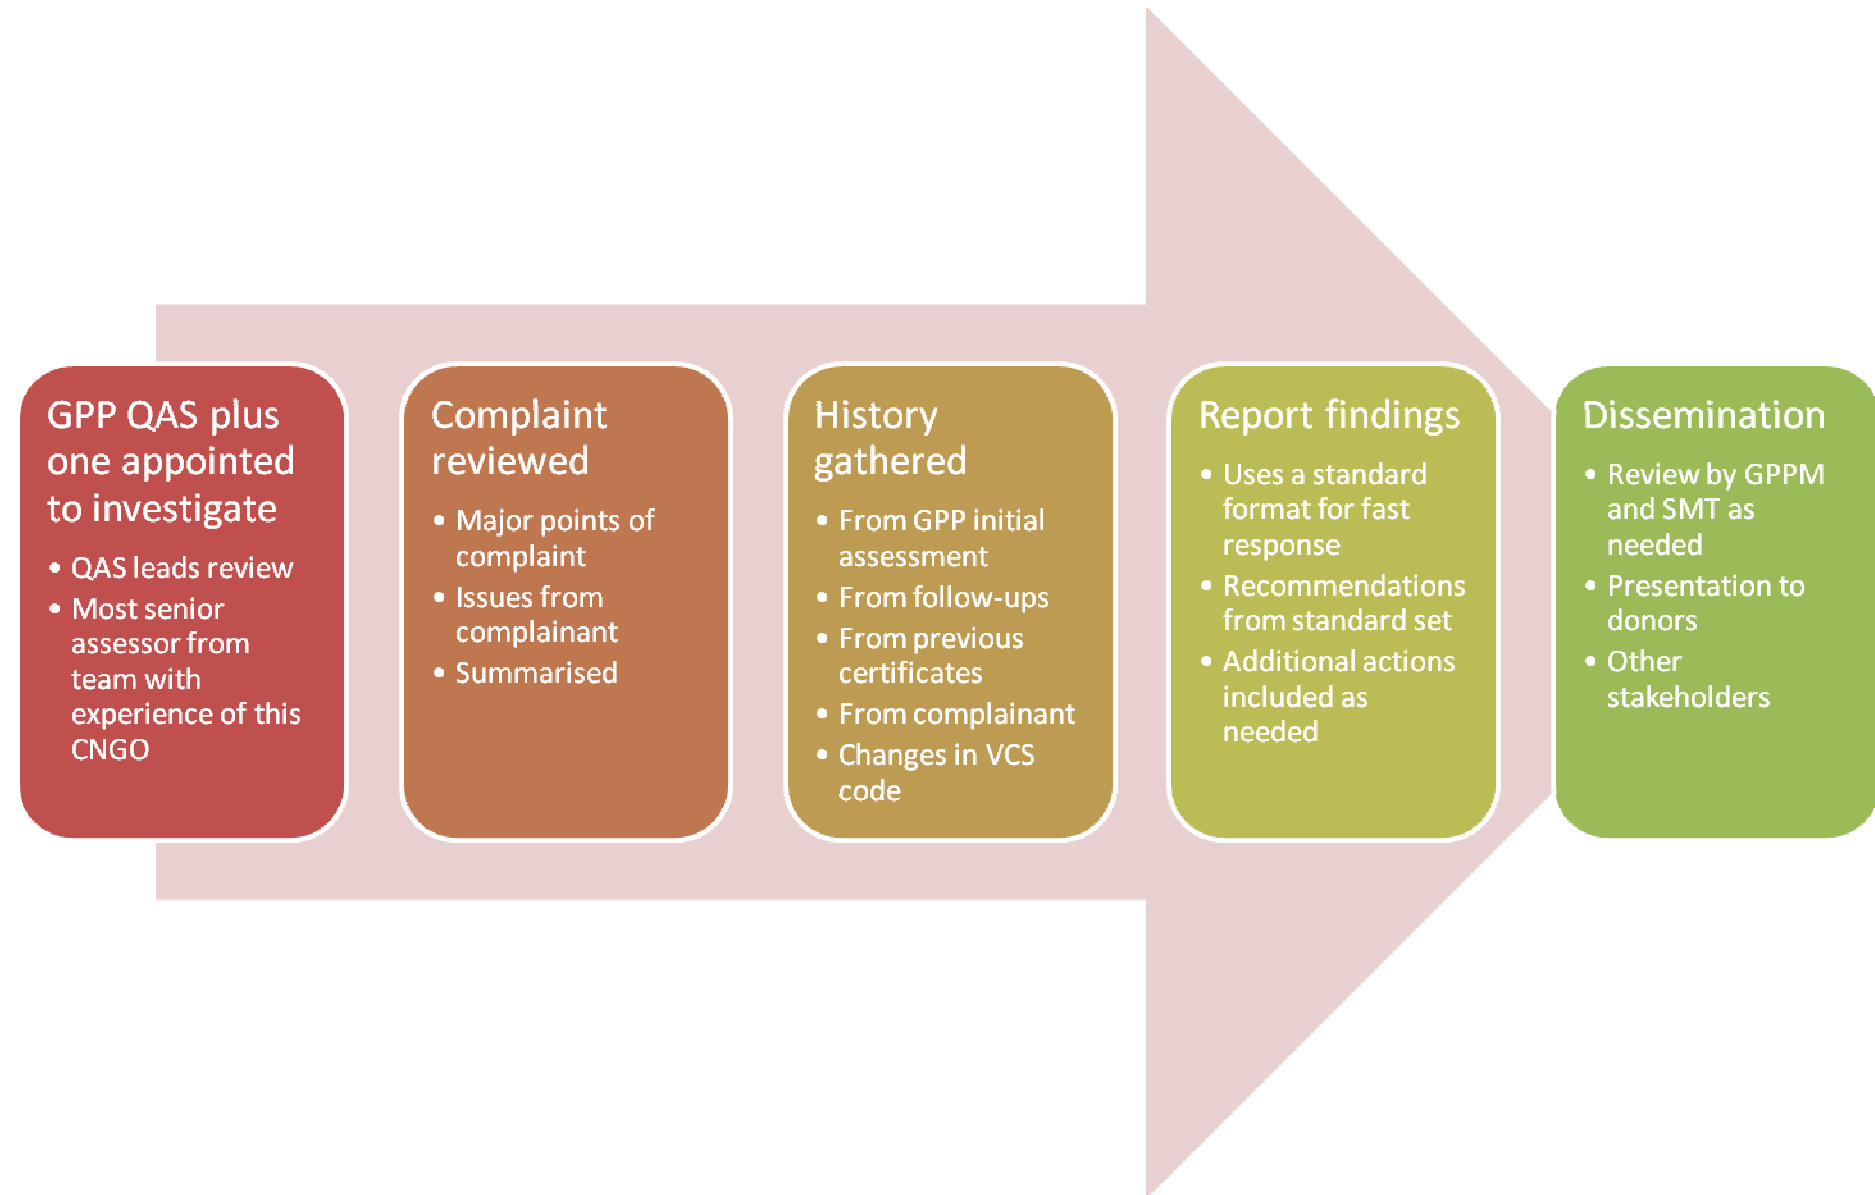 GPP QAS plus
one appointed
to investigate
• QAS leads review
• Most senior
assessor from
team with
experience of this
CNGO
Complaint
reviewed
• Major points of
complaint
• Issues from
complainant
• Summarised
History
gathered
• From GPP initial
assessment
• From follow-ups
• From previous
certificates
• From complainant
• Changes in VCS
code
Report findings
• Uses a standard
format for fast
response
• Recommendations
from standard set
• Additional actions
included as
needed
Dissemination
• Review by GPPM
and SMT as
needed
• Presentation to
donors
• Other
stakeholders